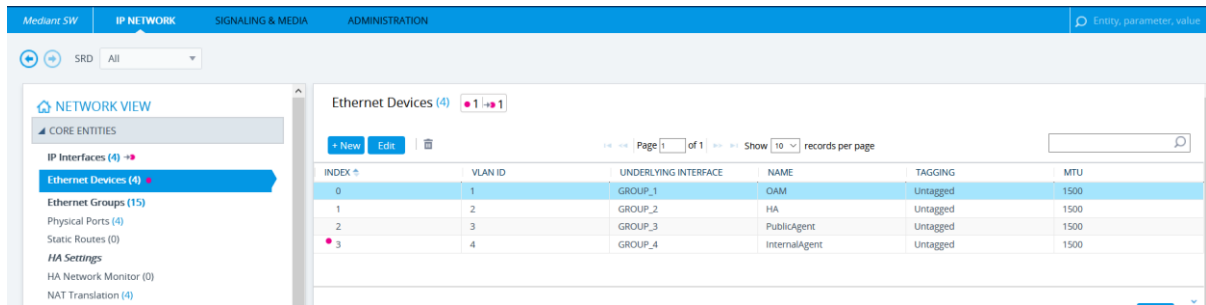 Mediant SW IP NETWORK SIGNALING & MEDIA ADMINISTRATION Entity, parameter, value
SRD All
NETWORK VIEW
CORE ENTITIES
IP Interfaces (4)
Ethernet Devices (4)
Ethernet Groups (15)
Physical Ports (4)
Static Routes (0)
HA Settings
HA Network Monitor (0)
NAT Translation (4)
Ethernet Devices (4) 1 1
+ New Edit Page 1 of 1 Show 10 records per page
INDEX VLAN ID UNDERLYING INTERFACE NAME TAGGING MTU
0 1 GROUP_1 OAM Untagged 1500
1 2 GROUP_2 HA Untagged 1500
2 3 GROUP_3 PublicAgent Untagged 1500
3 4 GROUP_4 InternalAgent Untagged 1500